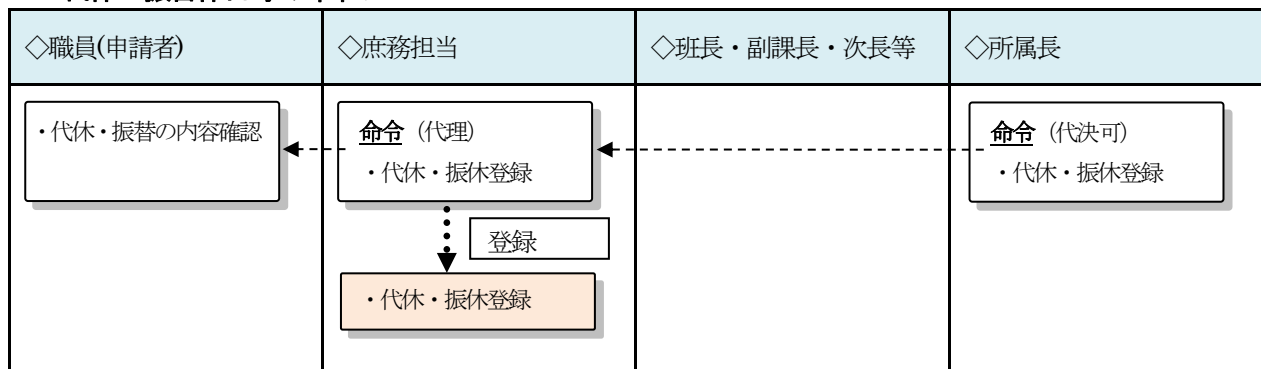 ◇職員(申請者)
◇庶務担当
◇班長・副課長・次長等
◇所属長
・代休・振替の内容確認
命令（代理）
・代休・振休登録
命令（代決可）
・代休・振休登録
登録
・代休・振休登録